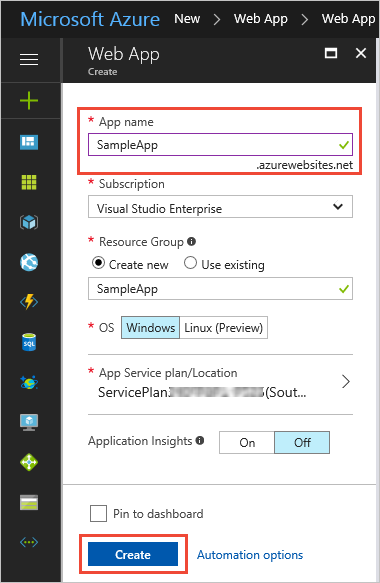 Microsoft Azure New > Web App > Web App
Web App
Create
* App name
SampleApp
.azurewebsites.net
* Subscription
Visual Studio Enterprise
* Resource Group
Create new Use existing
SampleApp
* OS Windows Linux (Preview)
* App Service plan/Location
ServicePlan (Sout...
Application Insights On Off
Pin to dashboard
Create Automation options